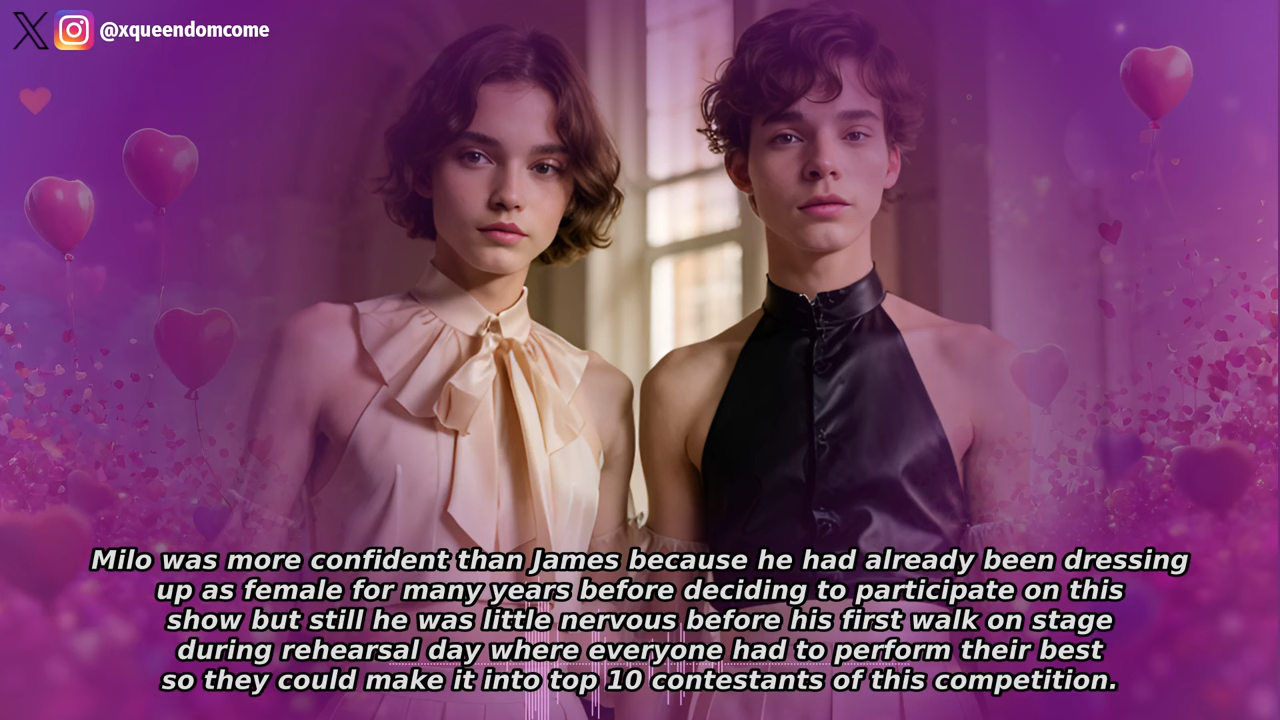 @xqueendomcome
Milo was more confident than James because he had already been dressing
up as female for many years before deciding to participate on this
show but still he was little nervous before his first walk on stage
during rehearsal day where everyone had to perform their best
so they could make it into top 10 contestants of this competition.